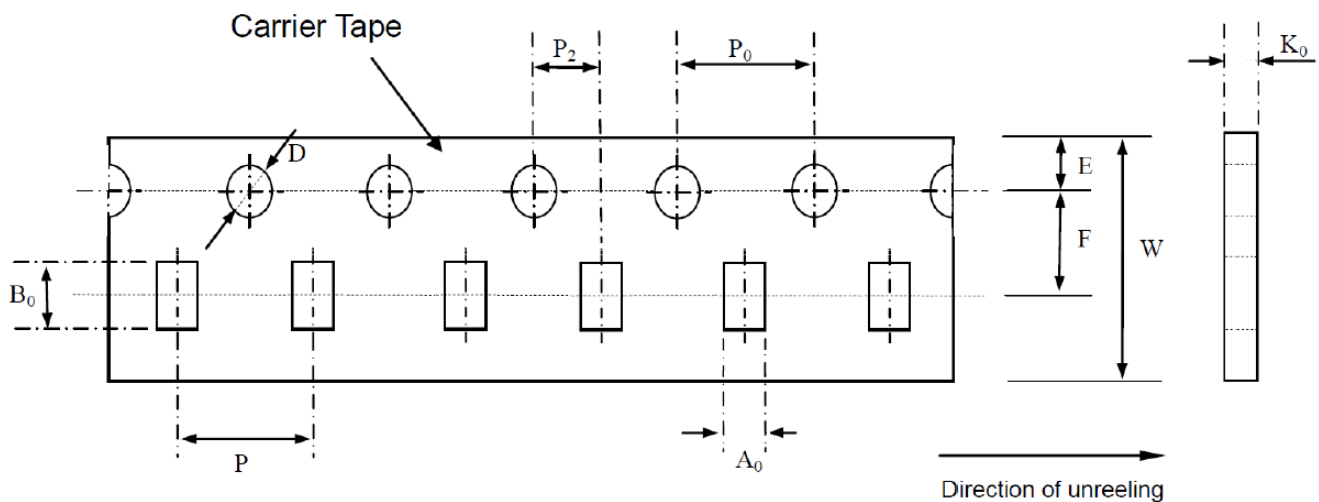 Carrier Tape
P₂
P₀
K₀
D
E
F
W
B₀
P
A₀
Direction of unreeling